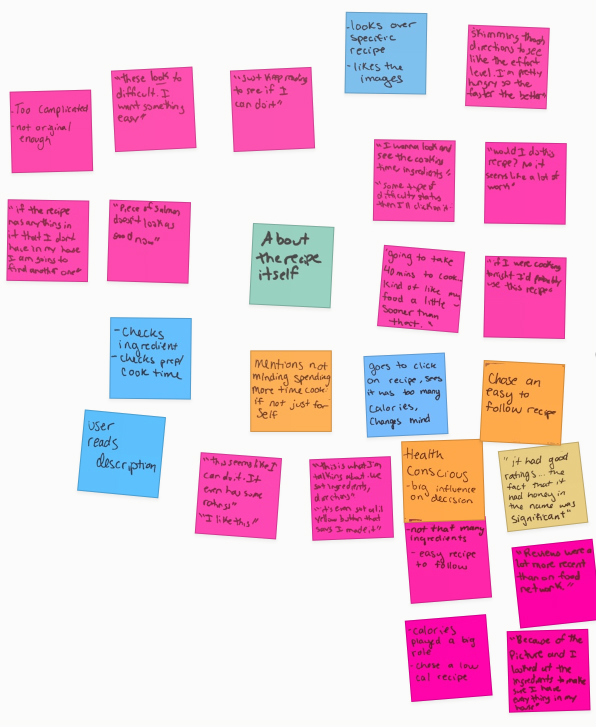 -looks over
specific
recipe
-likes the
images
skimming though
directions to see
like the effort
level. I'm pretty
hungry so the
faster the better"
-Too complicated
-not original
enough
"these look to
difficult. I
want something
easy"
"Just keep reading
to see if I
can do it"
"I wanna look and
see the cooking
time, ingredients
"some type of
difficulty status
then I'll click on it-
"would I do this
recipe? no it
seems like a lot of
work"
"if the recipe
has anything in
it that I don't
have in my house
I am going to
find another one"
"Piece of salmon
doesn't look as
good now"
About
the recipe
itself
going to take
40 mins to cook.
kind of like my
food a little
sooner than
that. "
"if I were cooking
tonight I'd probably
use this recipe"
-Checks
ingredient
-checks prep/
cook time
Mentions not
minding spending
more time cook
if not just for
self
goes to click
on recipe, sees
it has too many
calories,
changes mind
Chose an
easy to
follow recipe
user
reads
description
"this seems like I
can do it. It
even has some
ratings"
"I like this"
"this is what I'm
talking about. we
got ingredients,
directions"
"it's even got a lil
yellow button that
says I made it"
Health
Conscious
-big influence
on decision
"it had good
ratings... the
fact that it
had honey in
the name was
significant"
-not that many
ingredients
- easy recipe
to follow
"Reviews were a
lot more recent
than on food
network"
-calories
played a big
role
-chose a low
cal recipe
"Because of the
Picture and I
looked at the
ingredients to make
sure I have
everything in my
house"